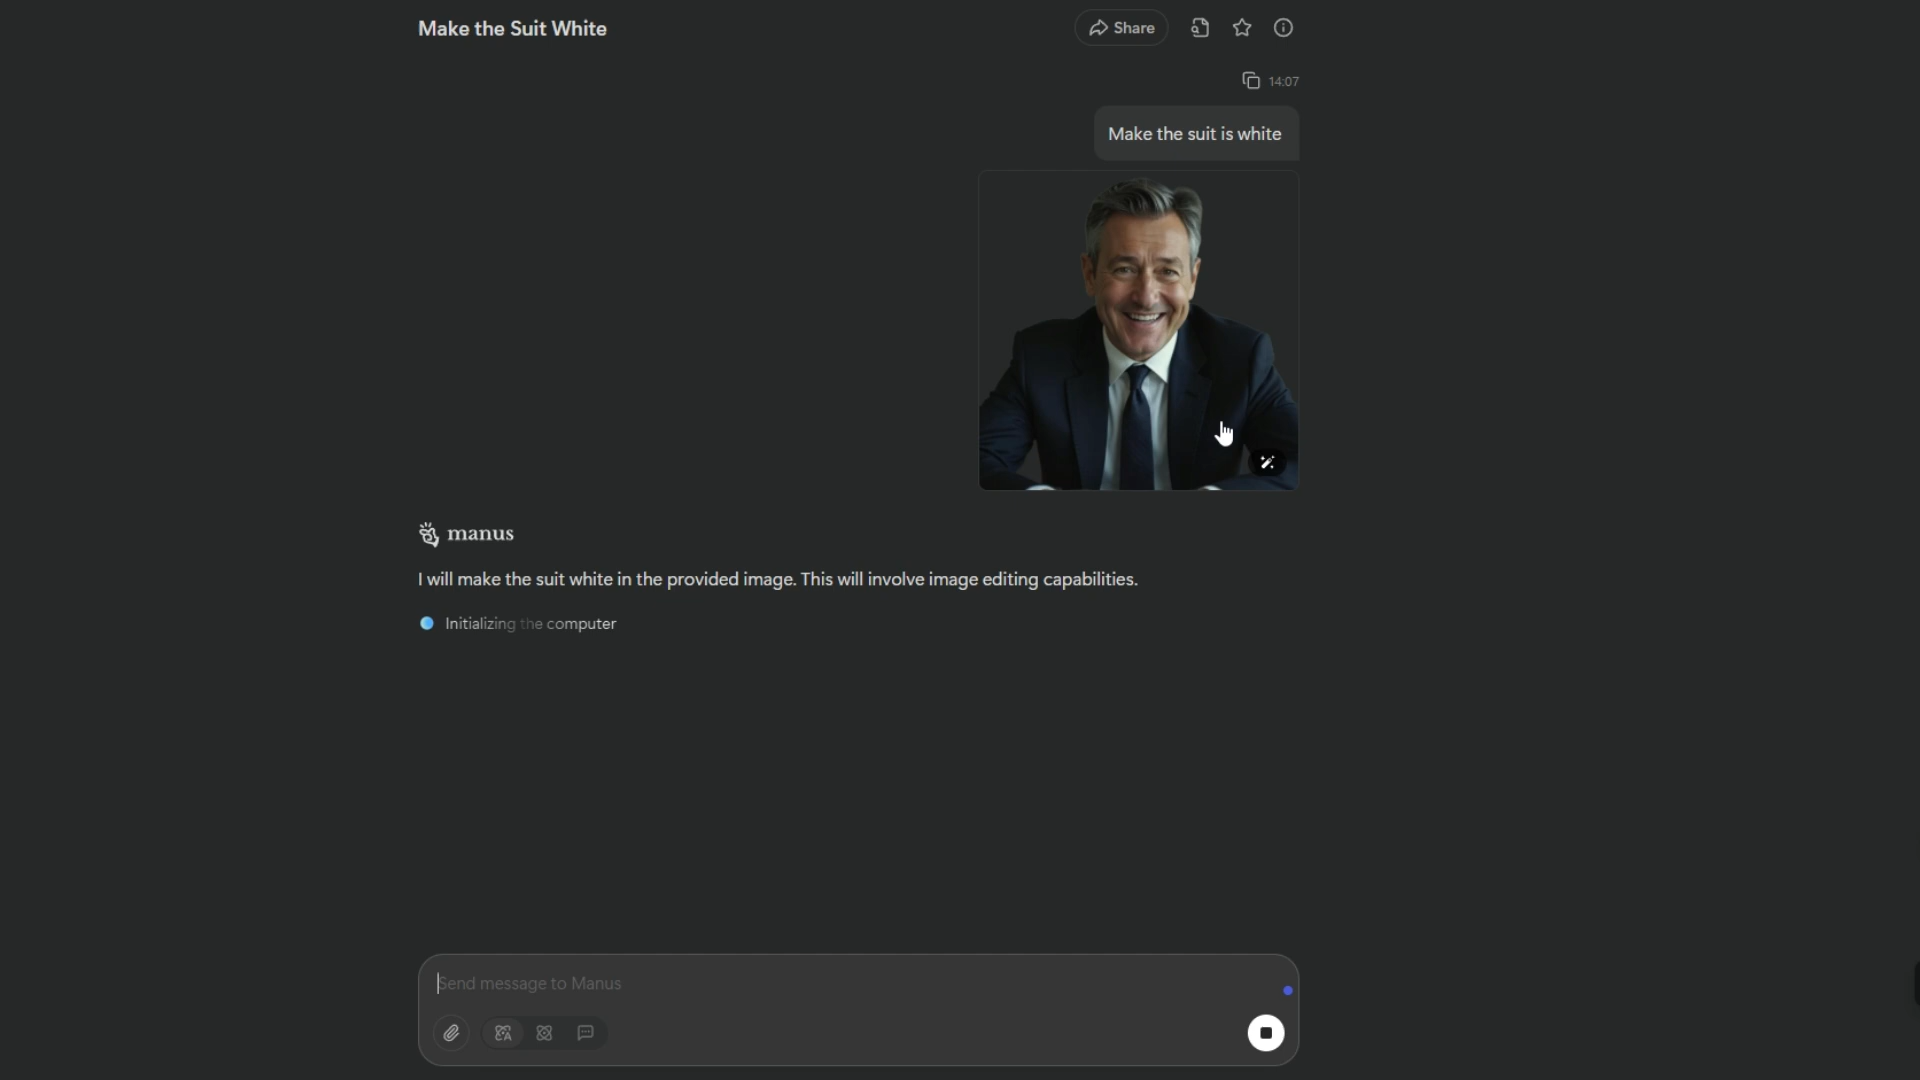 Make the Suit White
Share
14:07
Make the suit is white
manus
I will make the suit white in the provided image. This will involve image editing capabilities.
Initializing the computer
Send message to Manus